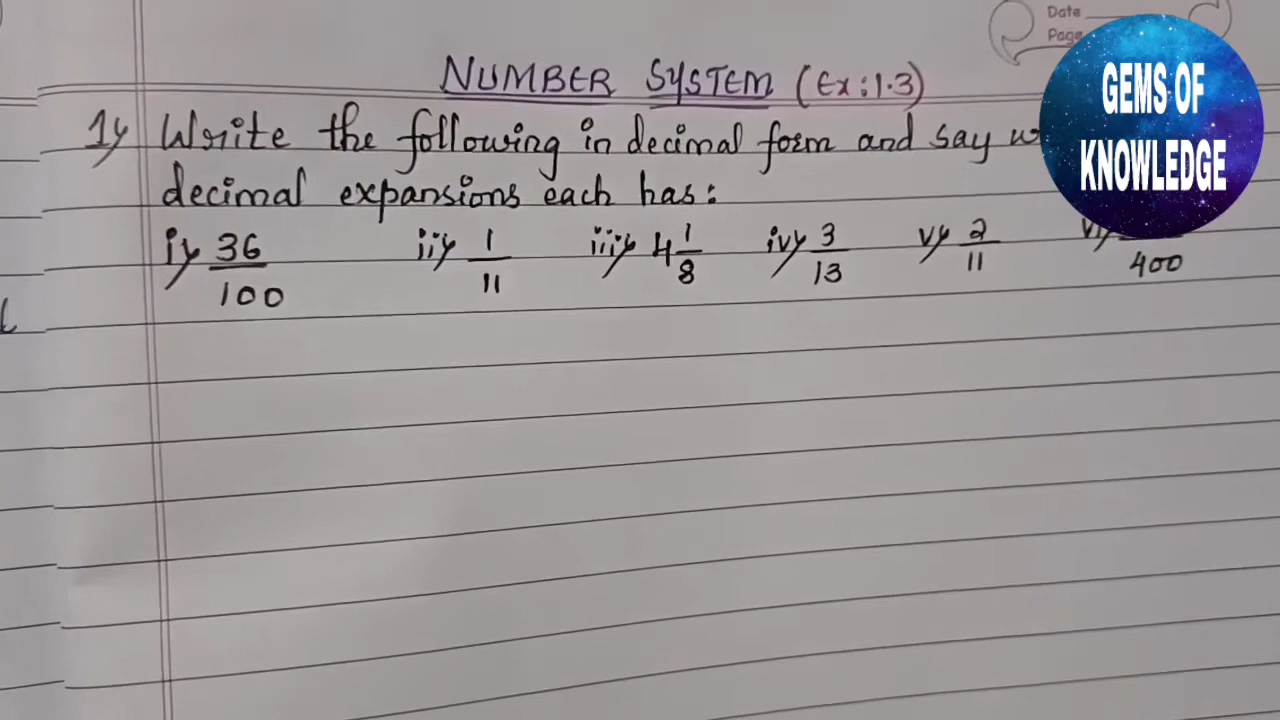 Date
Page
GEMS OF
KNOWLEDGE
NUMBER SYSTEM (Ex:1.3)
1) Write the following in decimal form and say
decimal expansions each has:
i) 36/100 ii) 1/11 iii) 4 1/8 iv) 3/13 v) 2/11 vi) /400